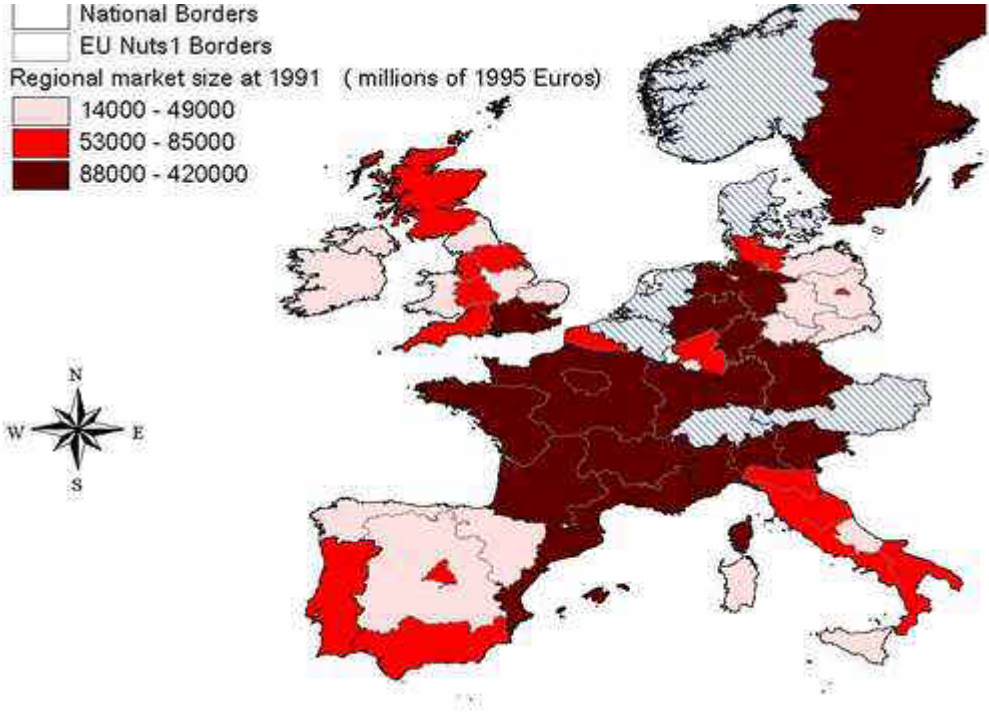 National Borders
EU Nuts1 Borders
Regional market size at 1991 ( millions of 1995 Euros)
14000 - 49000
53000 - 85000
88000 - 420000
N
W E
S